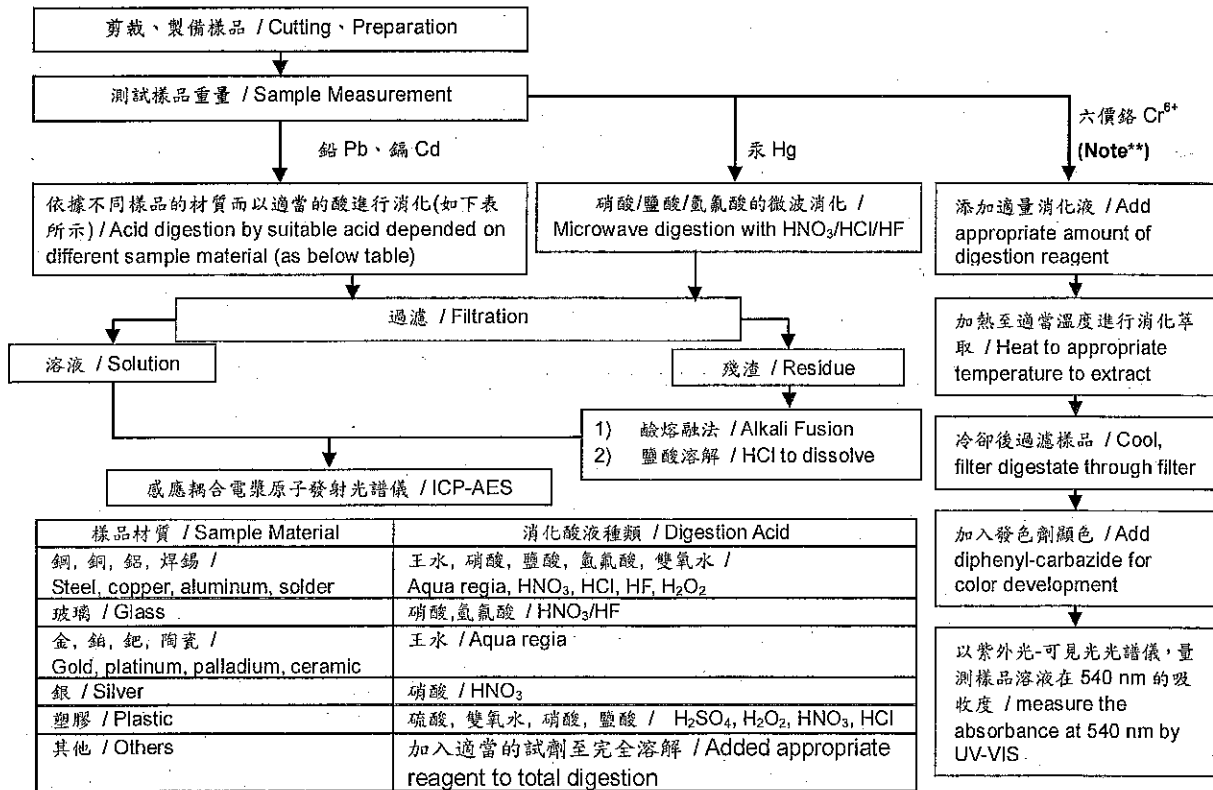 剪裁、製備樣品 / Cutting、Preparation
測試樣品重量 / Sample Measurement
鉛 Pb、鎘 Cd
汞 Hg
六價鉻 Cr6+
(Note**)
依據不同樣品的材質而以適當的酸進行消化(如下表
所示) / Acid digestion by suitable acid depended on
different sample material (as below table)
硝酸/鹽酸/氫氟酸的微波消化 /
Microwave digestion with HNO3/HCl/HF
添加適量消化液 / Add
appropriate amount of
digestion reagent
過濾 / Filtration
溶液 / Solution
殘渣 / Residue
加熱至適當溫度進行消化萃
取 / Heat to appropriate
temperature to extract
1) 鹼熔融法 / Alkali Fusion
2) 鹽酸溶解 / HCl to dissolve
冷卻後過濾樣品 / Cool,
filter digestate through filter
感應耦合電漿原子發射光譜儀 / ICP-AES
加入發色劑顯色 / Add
diphenyl-carbazide for
color development
以紫外光-可見光光譜儀，量
測樣品溶液在 540 nm 的吸
收度 / measure the
absorbance at 540 nm by
UV-VIS
樣品材質 / Sample Material 消化酸液種類 / Digestion Acid
鋼, 銅, 鋁, 焊錫 / 王水, 硝酸, 鹽酸, 氫氟酸, 雙氧水 /
Steel, copper, aluminum, solder Aqua regia, HNO3, HCl, HF, H2O2
玻璃 / Glass 硝酸,氫氟酸 / HNO3/HF
金, 鉑, 鈀, 陶瓷 / 王水 / Aqua regia
Gold, platinum, palladium, ceramic
銀 / Silver 硝酸 / HNO3
塑膠 / Plastic 硫酸, 雙氧水, 硝酸, 鹽酸 / H2SO4, H2O2, HNO3, HCl
其他 / Others 加入適當的試劑至完全溶解 / Added appropriate
reagent to total digestion